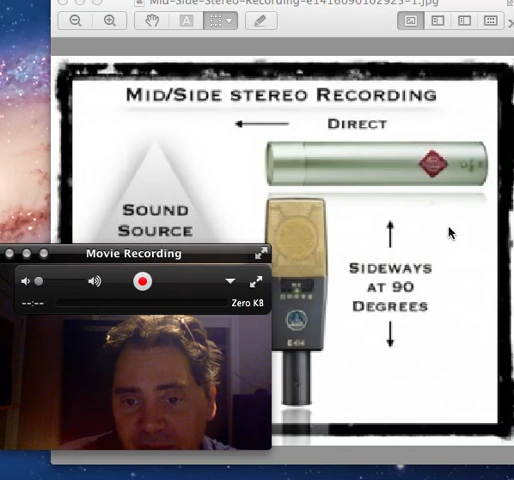 Mid-Side-Stereo-Recording-e1416090102925-1.jpg
MID/SIDE STEREO RECORDING
DIRECT
SOUND
SOURCE
SIDEWAYS
AT 90
DEGREES
Movie Recording
--:--
Zero KB